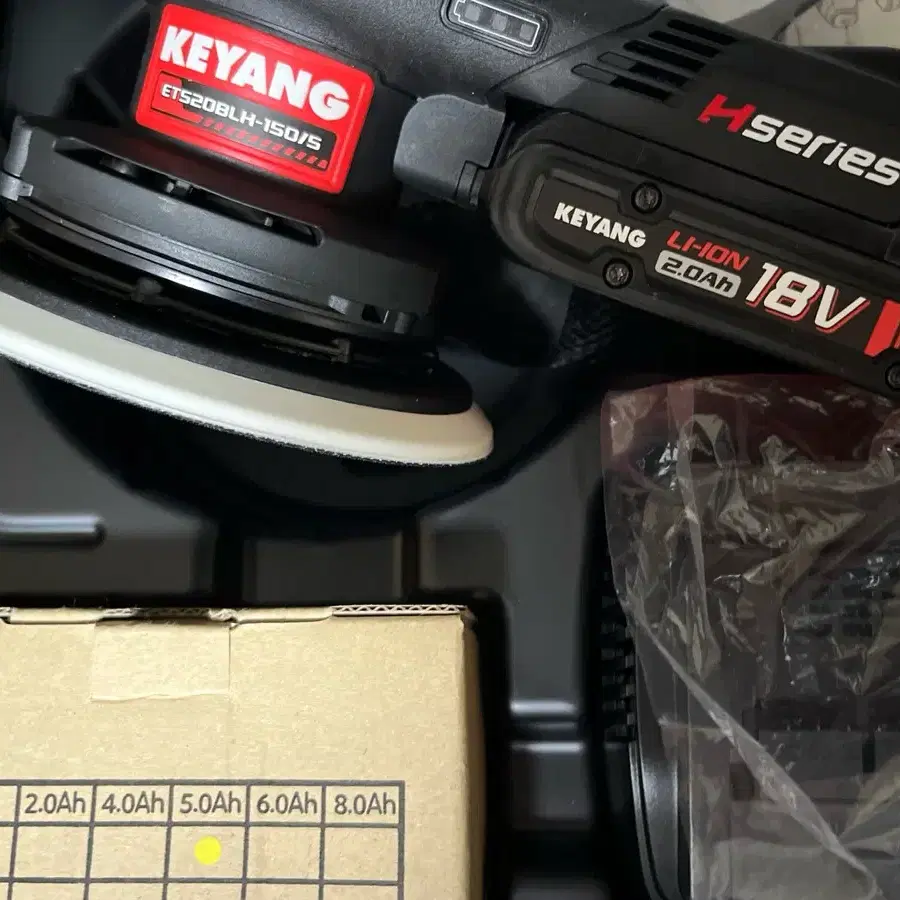 KEYANG
ETS20BLH-150/5
H series
KEYANG
LI-ION
2.0Ah
18V
2.0Ah 4.0Ah 5.0Ah 6.0Ah 8.0Ah